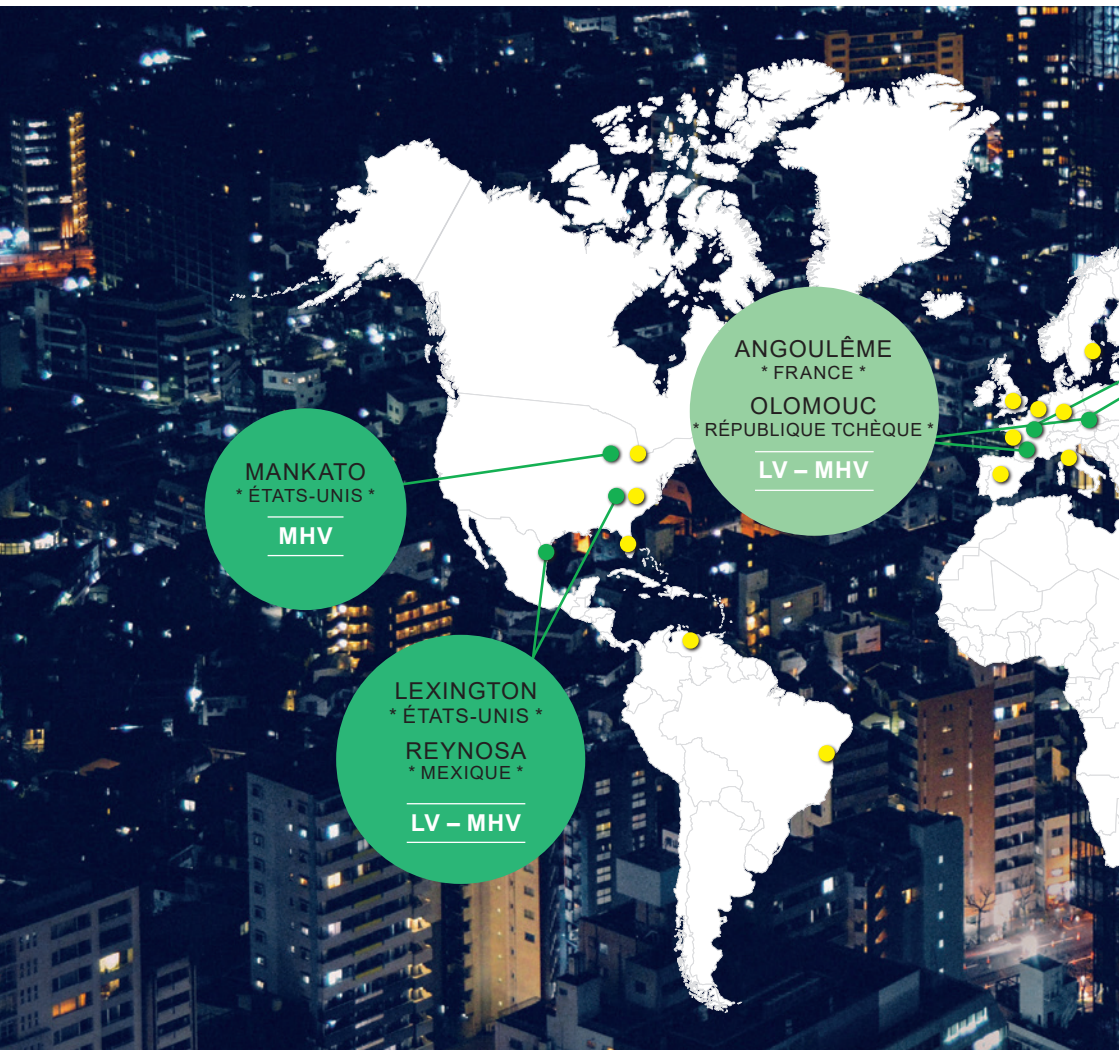 MANKATO
* ÉTATS-UNIS *
MHV
LEXINGTON
* ÉTATS-UNIS *
REYNOSA
* MEXIQUE *
LV – MHV
ANGOULÊME
* FRANCE *
OLOMOUC
* RÉPUBLIQUE TCHÈQUE *
LV – MHV